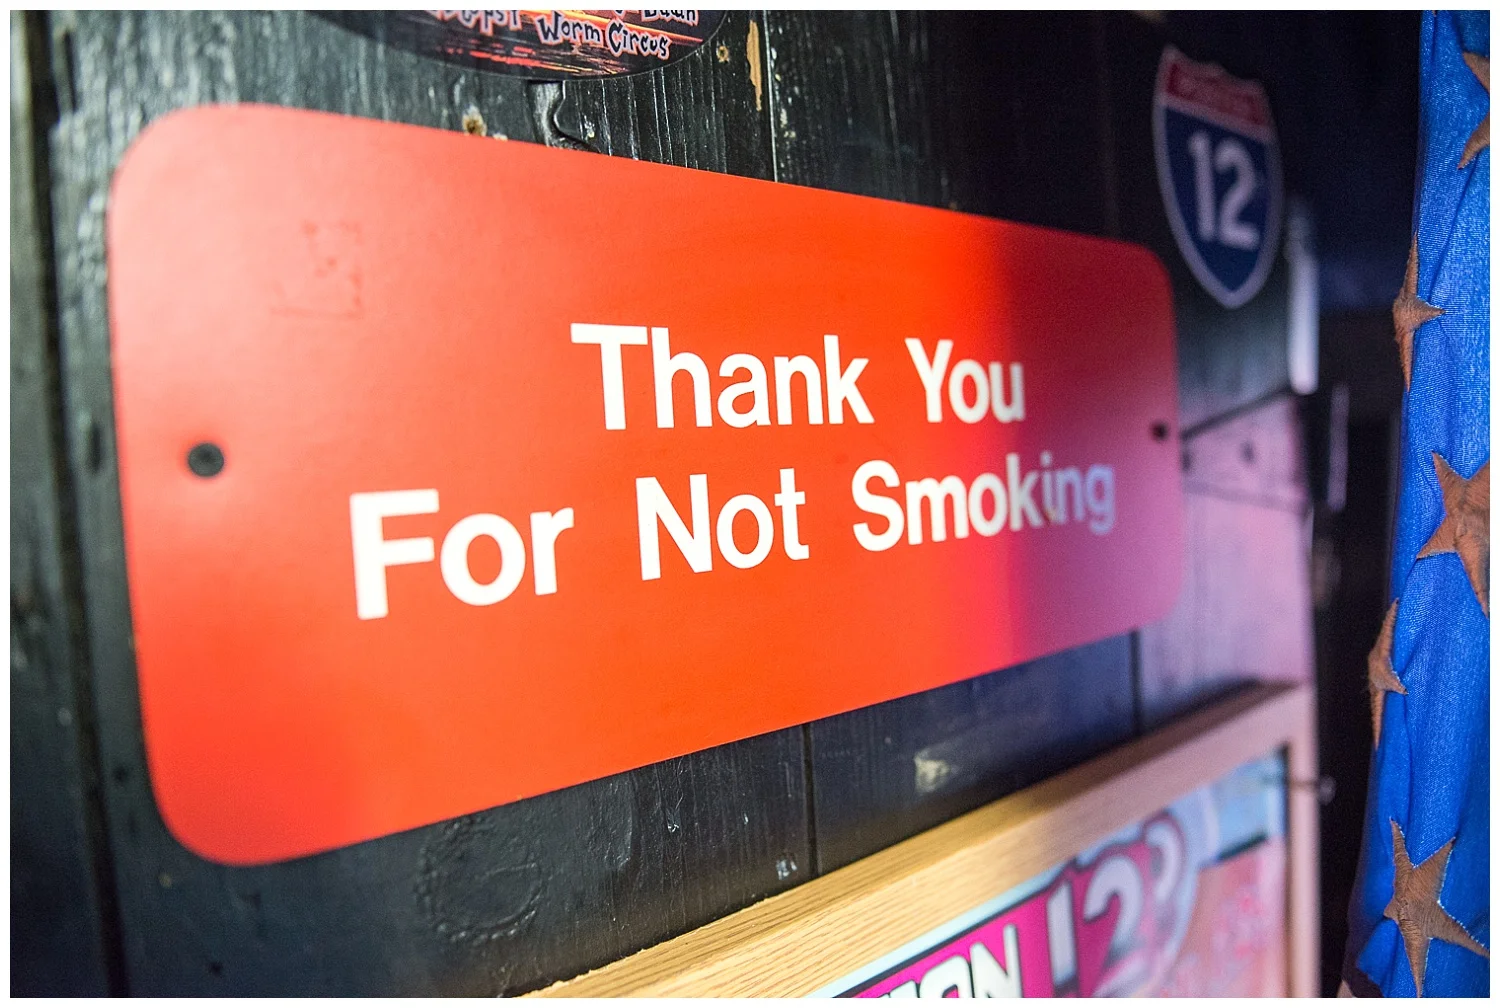 Worm Circus
12
Thank You
For Not Smoking
12